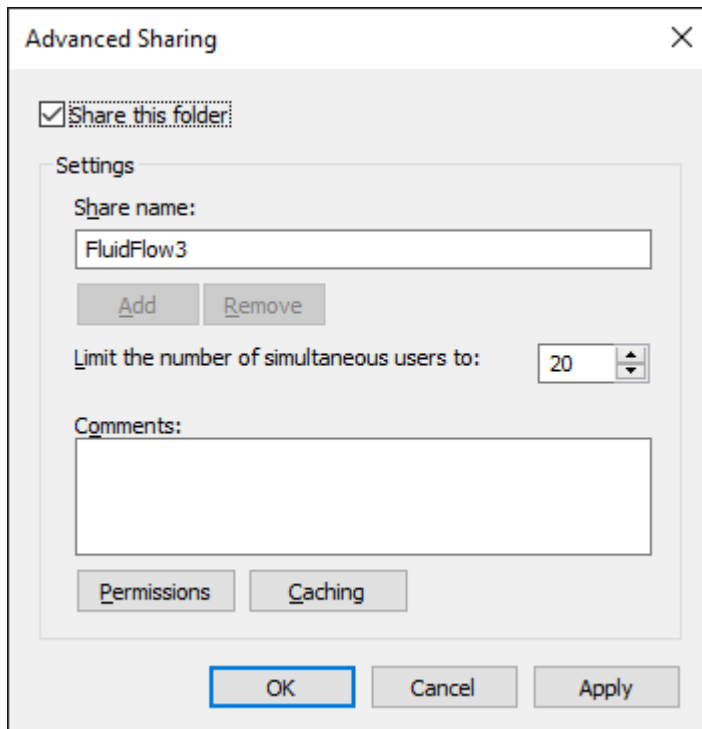 Advanced Sharing
Share this folder
Settings
Share name:
FluidFlow3
Add Remove
Limit the number of simultaneous users to: 20
Comments:
Permissions Caching
OK Cancel Apply